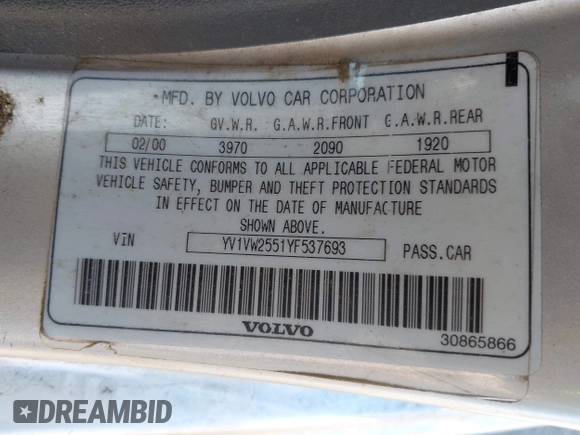 MFD. BY VOLVO CAR CORPORATION
DATE: GV.W.R. G.A.W.R.FRONT G.A.W.R.REAR
02/00 3970 2090 1920
THIS VEHICLE CONFORMS TO ALL APPLICABLE FEDERAL MOTOR
VEHICLE SAFETY, BUMPER AND THEFT PROTECTION STANDARDS
IN EFFECT ON THE DATE OF MANUFACTURE
SHOWN ABOVE.
VIN YV1VW2551YF537693 PASS.CAR
VOLVO
30865866
DREAMBID